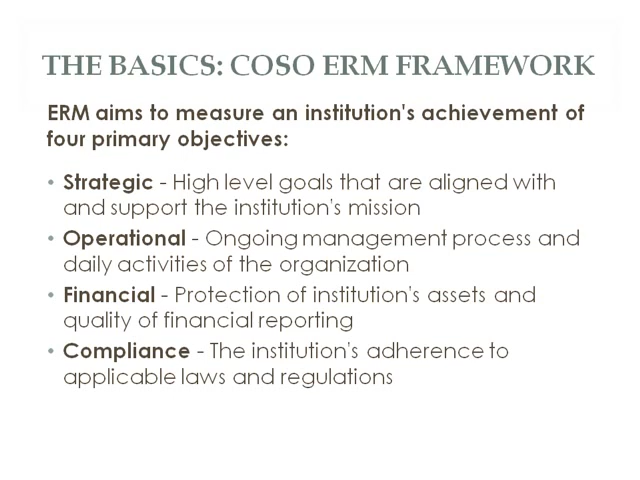 THE BASICS: COSO ERM FRAMEWORK
ERM aims to measure an institution's achievement of
four primary objectives:
• Strategic - High level goals that are aligned with
and support the institution's mission
• Operational - Ongoing management process and
daily activities of the organization
• Financial - Protection of institution's assets and
quality of financial reporting
• Compliance - The institution's adherence to
applicable laws and regulations